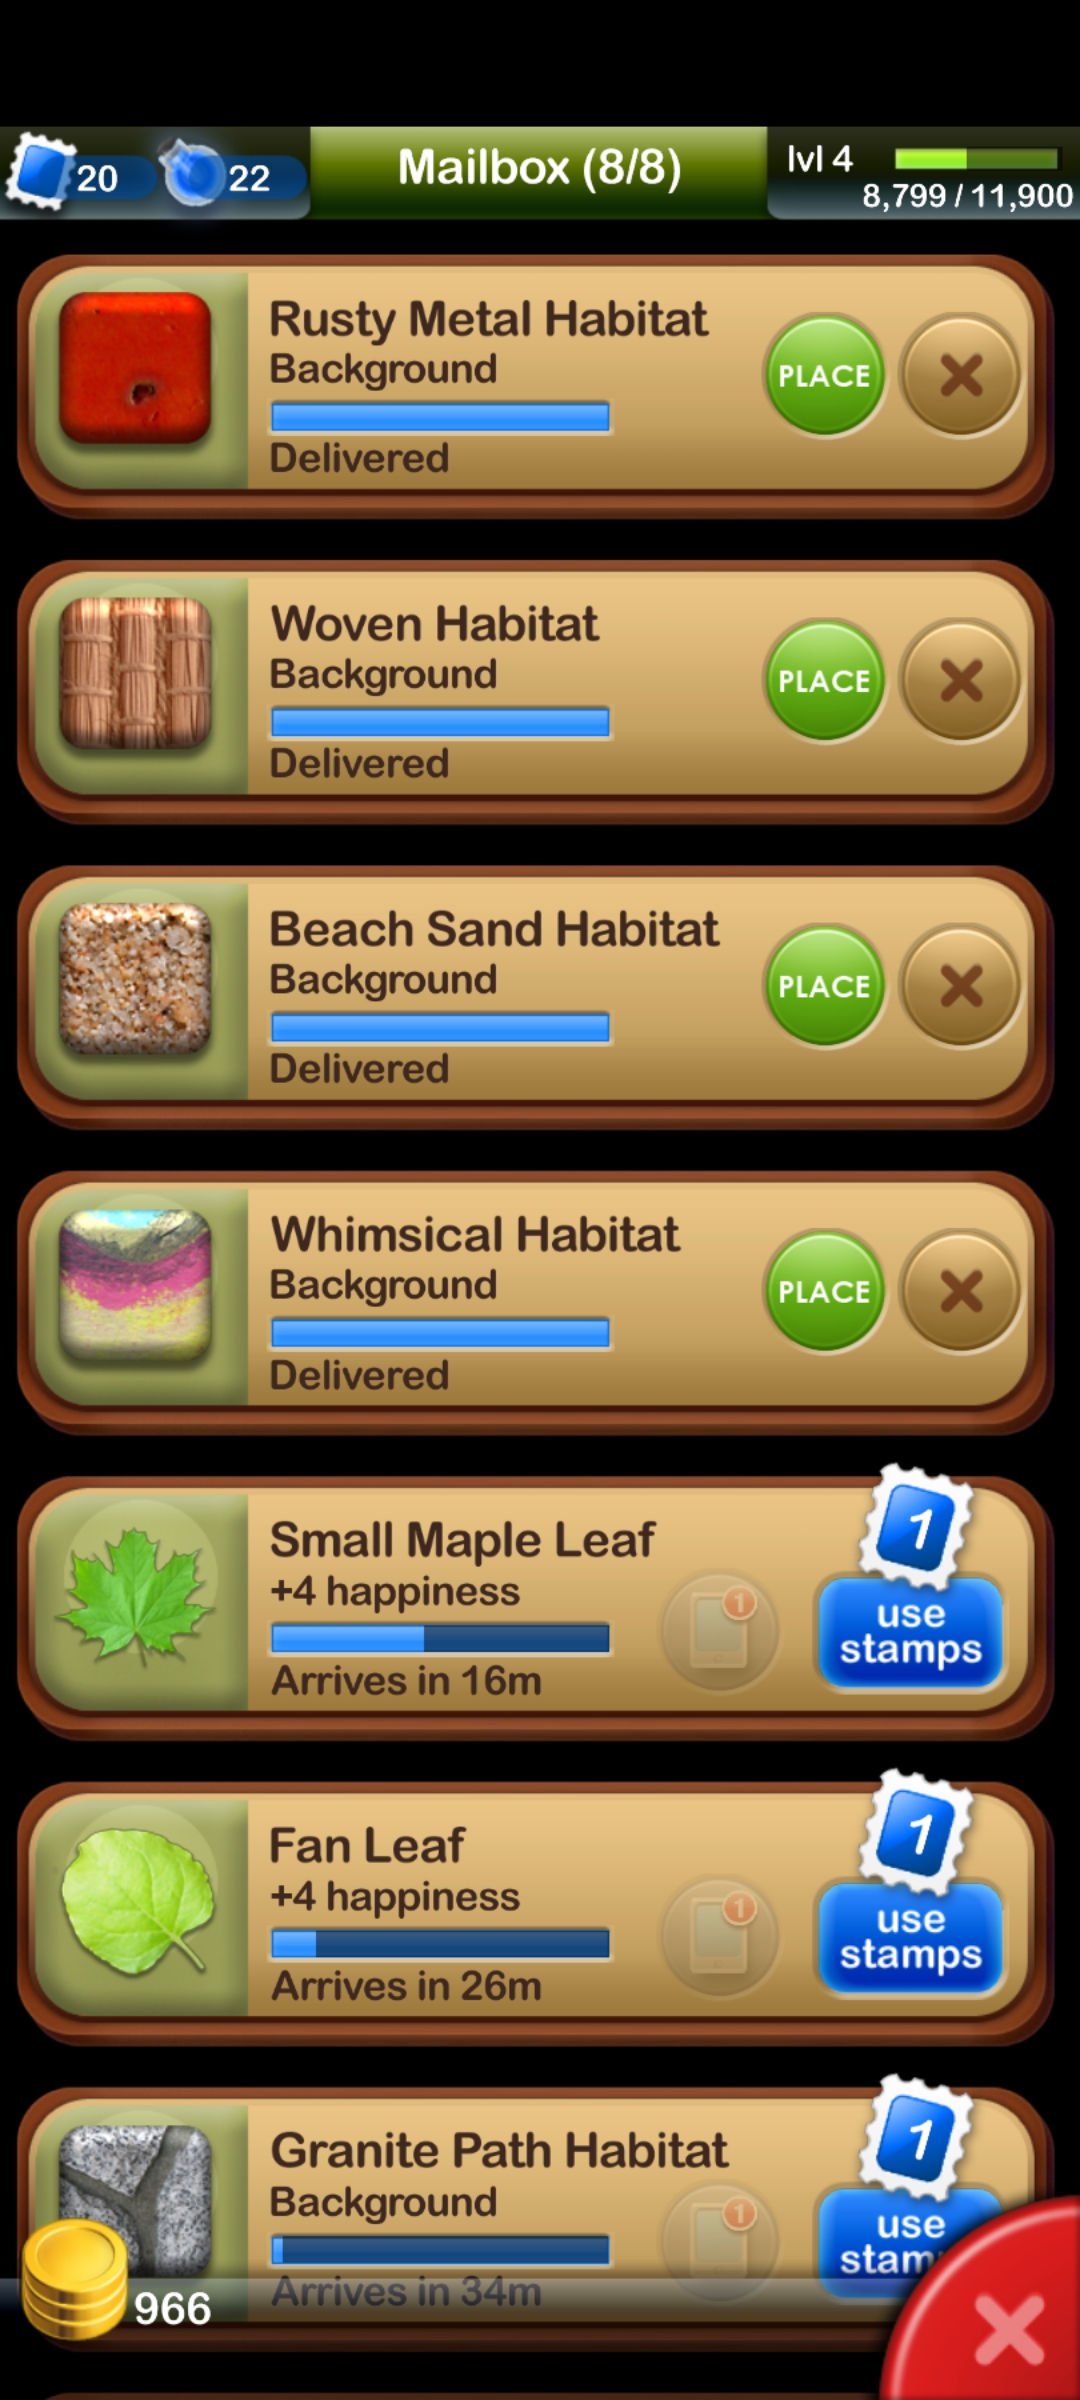 20
22
Mailbox (8/8)
lvl 4
8,799 / 11,900
Rusty Metal Habitat
Background
Delivered
PLACE
Woven Habitat
Background
Delivered
PLACE
Beach Sand Habitat
Background
Delivered
PLACE
Whimsical Habitat
Background
Delivered
PLACE
Small Maple Leaf
+4 happiness
Arrives in 16m
1
1
use
stamps
Fan Leaf
+4 happiness
Arrives in 26m
1
1
use
stamps
Granite Path Habitat
Background
Arrives in 34m
1
1
use
stam
966